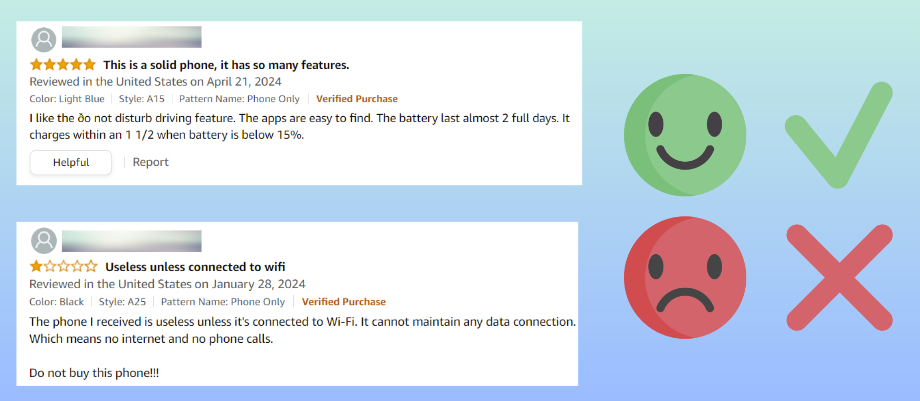 This is a solid phone, it has so many features.
Reviewed in the United States on April 21, 2024
Color: Light Blue | Style: A15 | Pattern Name: Phone Only | Verified Purchase
I like the ðo not disturb driving feature. The apps are easy to find. The battery last almost 2 full days. It
charges within an 1 1/2 when battery is below 15%.
Helpful | Report
Useless unless connected to wifi
Reviewed in the United States on January 28, 2024
Color: Black | Style: A25 | Pattern Name: Phone Only | Verified Purchase
The phone I received is useless unless it's connected to Wi-Fi. It cannot maintain any data connection.
Which means no internet and no phone calls.
Do not buy this phone!!!